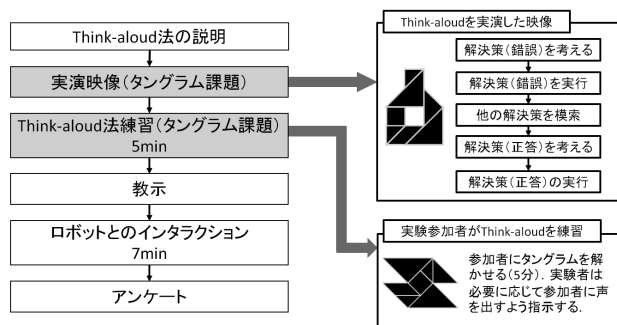 Think-aloud法の説明
実演映像（タングラム課題）
Think-aloud法練習（タングラム課題）
5min
教示
ロボットとのインタラクション
7min
アンケート
Think-aloudを実演した映像
解決策（錯誤）を考える
解決策（錯誤）を実行
他の解決策を模索
解決策（正答）を考える
解決策（正答）の実行
実験参加者がThink-aloudを練習
参加者にタングラムを解
かせる（5分）．実験者は
必要に応じて参加者に声
を出すよう指示する．